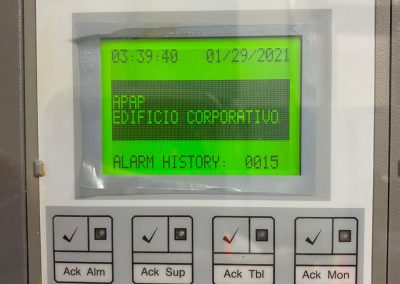 03:39:40 01/29/2021
APAP
EDIFICIO CORPORATIVO
ALARM HISTORY: 0015
Ack Alm Ack Sup Ack Tbl Ack Mon